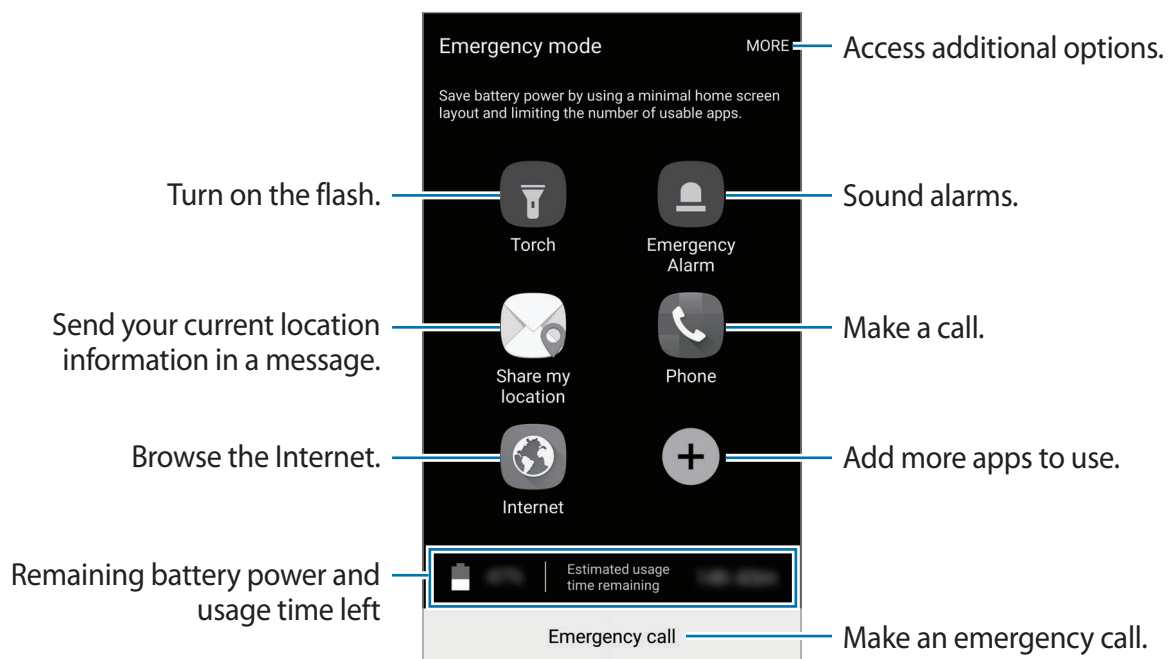 Emergency mode
MORE
Access additional options.
Save battery power by using a minimal home screen
layout and limiting the number of usable apps.
Turn on the flash.
Torch
Emergency
Alarm
Sound alarms.
Send your current location
information in a message.
Share my
location
Phone
Make a call.
Browse the Internet.
Internet
Add more apps to use.
Remaining battery power and
usage time left
Estimated usage
time remaining
Emergency call
Make an emergency call.